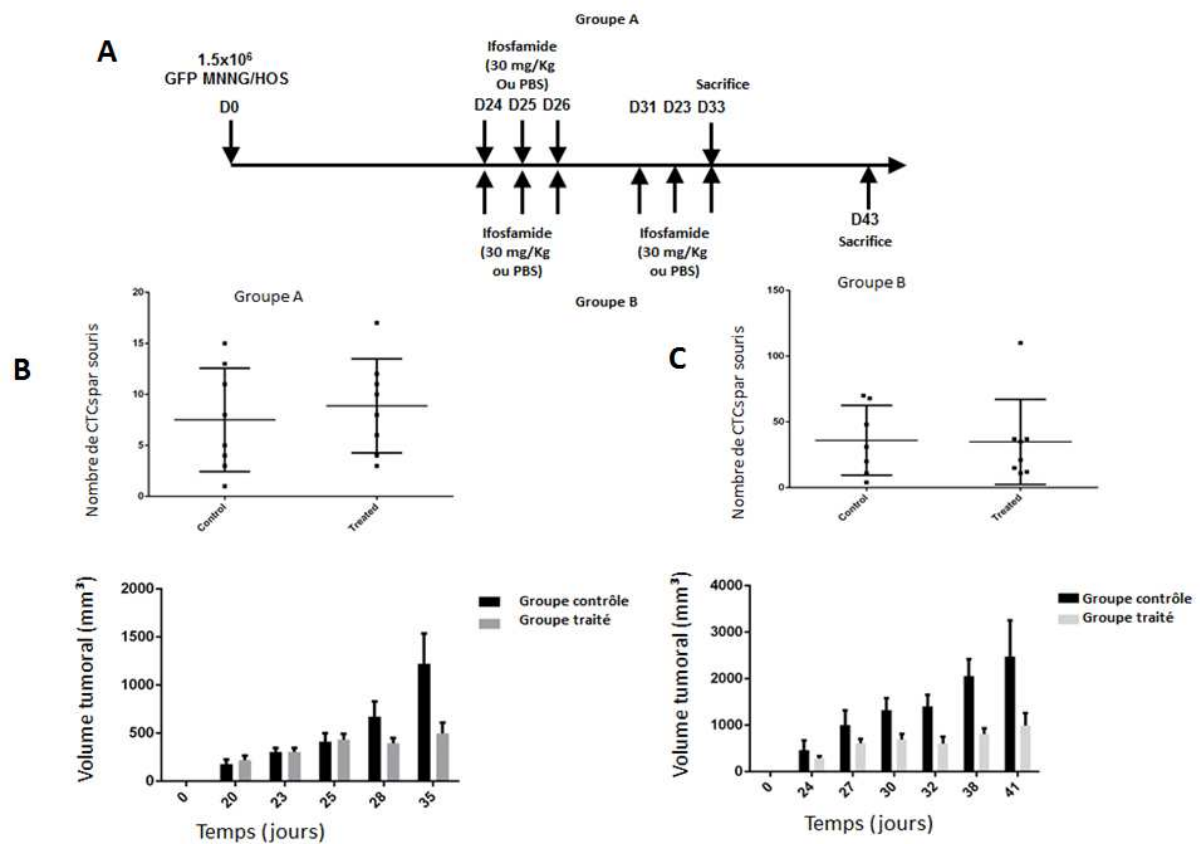 A
Groupe A
1.5x10⁶
GFP MNNG/HOS
D0
Ifosfamide
(30 mg/Kg
Ou PBS)
D24 D25 D26
Sacrifice
D31 D23 D33
Ifosfamide
(30 mg/Kg
ou PBS)
Ifosfamide
(30 mg/Kg
ou PBS)
D43
Sacrifice
Groupe B
B
Groupe A
Nombre de CTCspar souris
20
15
10
5
0
Control
Treated
C
Groupe B
Nombre de CTCspar souris
150
100
50
0
Control
Treated
Volume tumoral (mm³)
2000
1500
1000
500
0
0
20
23
25
28
35
Temps (jours)
Groupe contrôle
Groupe traité
Volume tumoral (mm³)
4000
3000
2000
1000
0
0
24
27
30
32
38
41
Temps (jours)
Groupe contrôle
Groupe traité